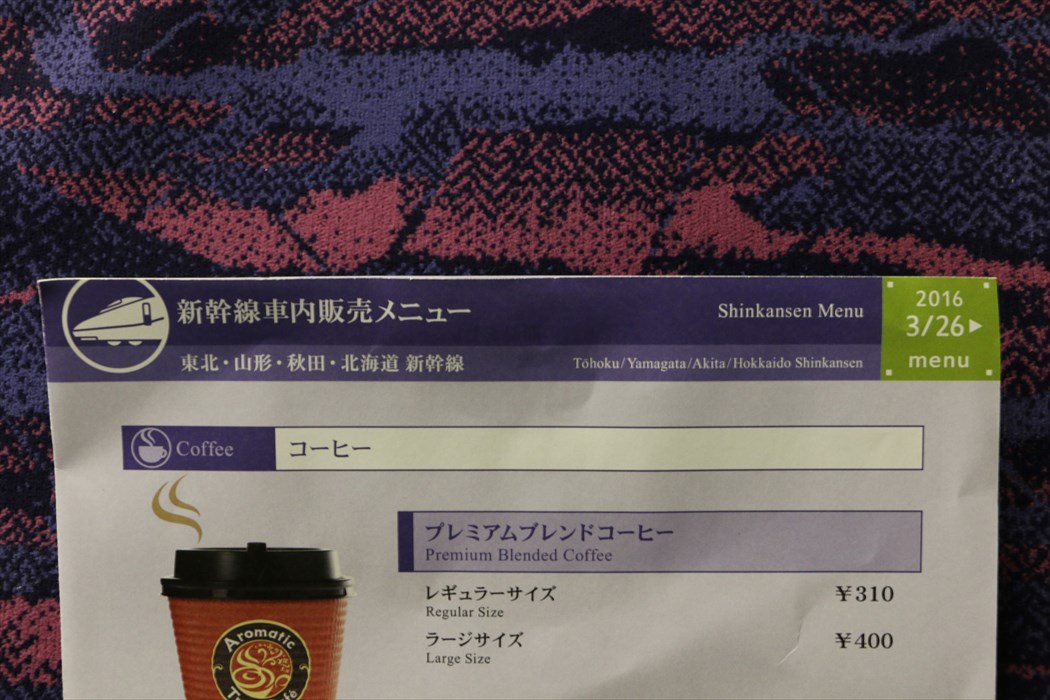 新幹線車内販売メニュー
Shinkansen Menu
東北・山形・秋田・北海道 新幹線
Tōhoku/Yamagata/Akita/Hokkaido Shinkansen
2016
3/26▶
menu
Coffee
コーヒー
プレミアムブレンドコーヒー
Premium Blended Coffee
レギュラーサイズ ¥310
Regular Size
ラージサイズ ¥400
Large Size
Aromatic